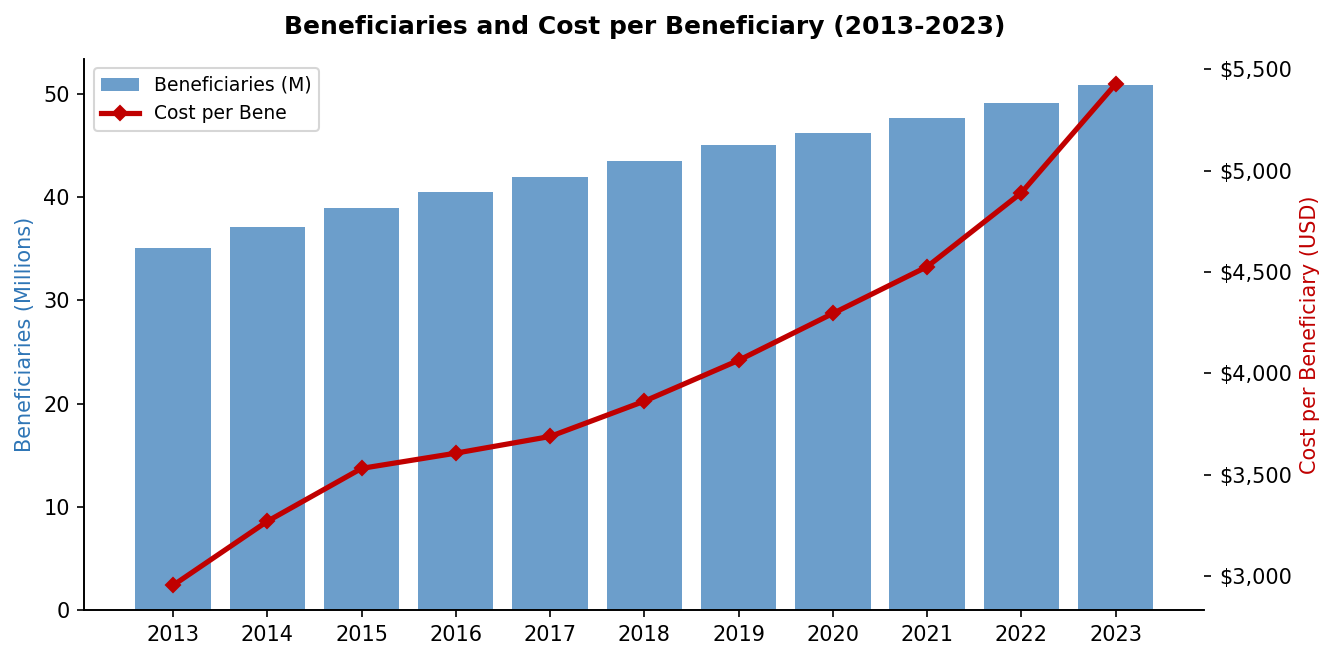 Beneficiaries and Cost per Beneficiary (2013-2023)
Beneficiaries (M)
Cost per Bene
Beneficiaries (Millions)
50
40
30
20
10
0
$5,500
$5,000
$4,500
$4,000
$3,500
$3,000
Cost per Beneficiary (USD)
2013 2014 2015 2016 2017 2018 2019 2020 2021 2022 2023